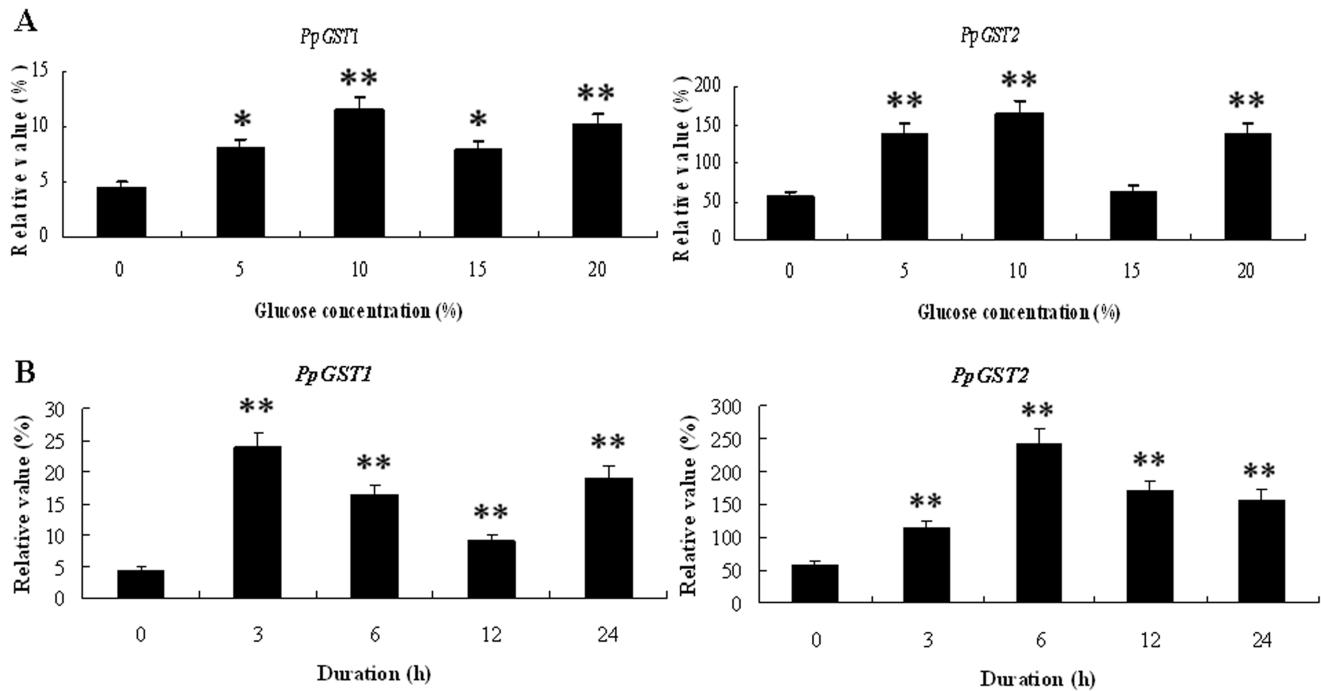 A
PpGST1
PpGST2
Relative value (%)
15
10
5
0
* ** * **
0 5 10 15 20
Glucose concentration (%)
Relative value (%)
200
150
100
50
0
** ** **
0 5 10 15 20
Glucose concentration (%)
B
PpGST1
PpGST2
Relative value (%)
30
25
20
15
10
5
0
** ** ** **
0 3 6 12 24
Duration (h)
Relative value (%)
300
250
200
150
100
50
0
** ** ** **
0 3 6 12 24
Duration (h)